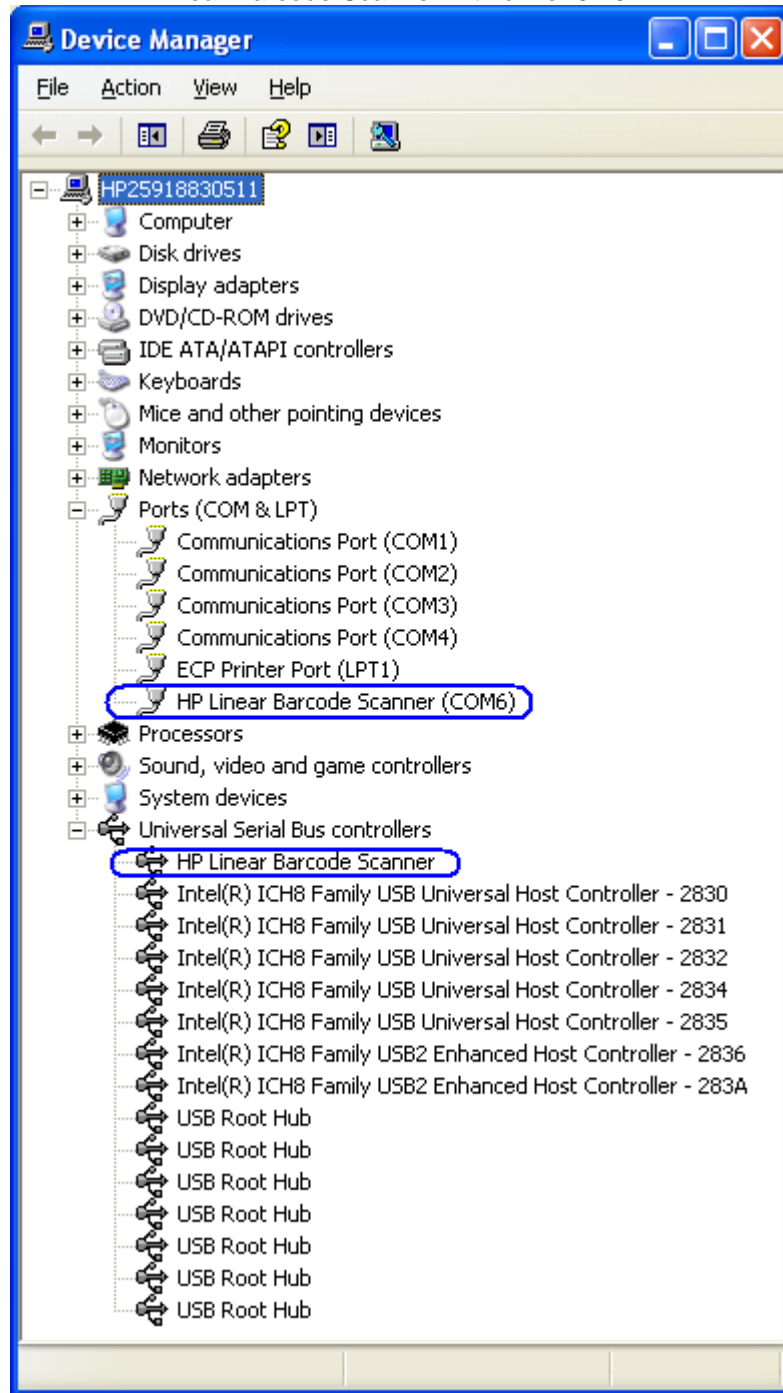 Device Manager
File Action View Help
HP25918830511
Computer
Disk drives
Display adapters
DVD/CD-ROM drives
IDE ATA/ATAPI controllers
Keyboards
Mice and other pointing devices
Monitors
Network adapters
Ports (COM & LPT)
Communications Port (COM1)
Communications Port (COM2)
Communications Port (COM3)
Communications Port (COM4)
ECP Printer Port (LPT1)
HP Linear Barcode Scanner (COM6)
Processors
Sound, video and game controllers
System devices
Universal Serial Bus controllers
HP Linear Barcode Scanner
Intel(R) ICH8 Family USB Universal Host Controller - 2830
Intel(R) ICH8 Family USB Universal Host Controller - 2831
Intel(R) ICH8 Family USB Universal Host Controller - 2832
Intel(R) ICH8 Family USB Universal Host Controller - 2834
Intel(R) ICH8 Family USB Universal Host Controller - 2835
Intel(R) ICH8 Family USB2 Enhanced Host Controller - 2836
Intel(R) ICH8 Family USB2 Enhanced Host Controller - 283A
USB Root Hub
USB Root Hub
USB Root Hub
USB Root Hub
USB Root Hub
USB Root Hub
USB Root Hub